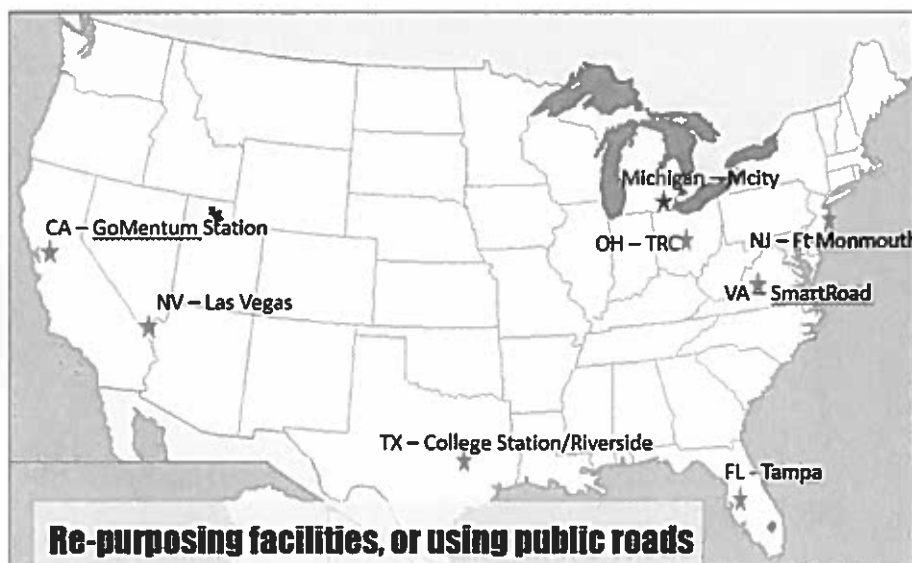 Michigan – Mcity
CA – GoMentum Station
OH – TRC
NJ – Ft Monmouth
VA – SmartRoad
NV – Las Vegas
TX – College Station/Riverside
FL - Tampa
Re-purposing facilities, or using public roads